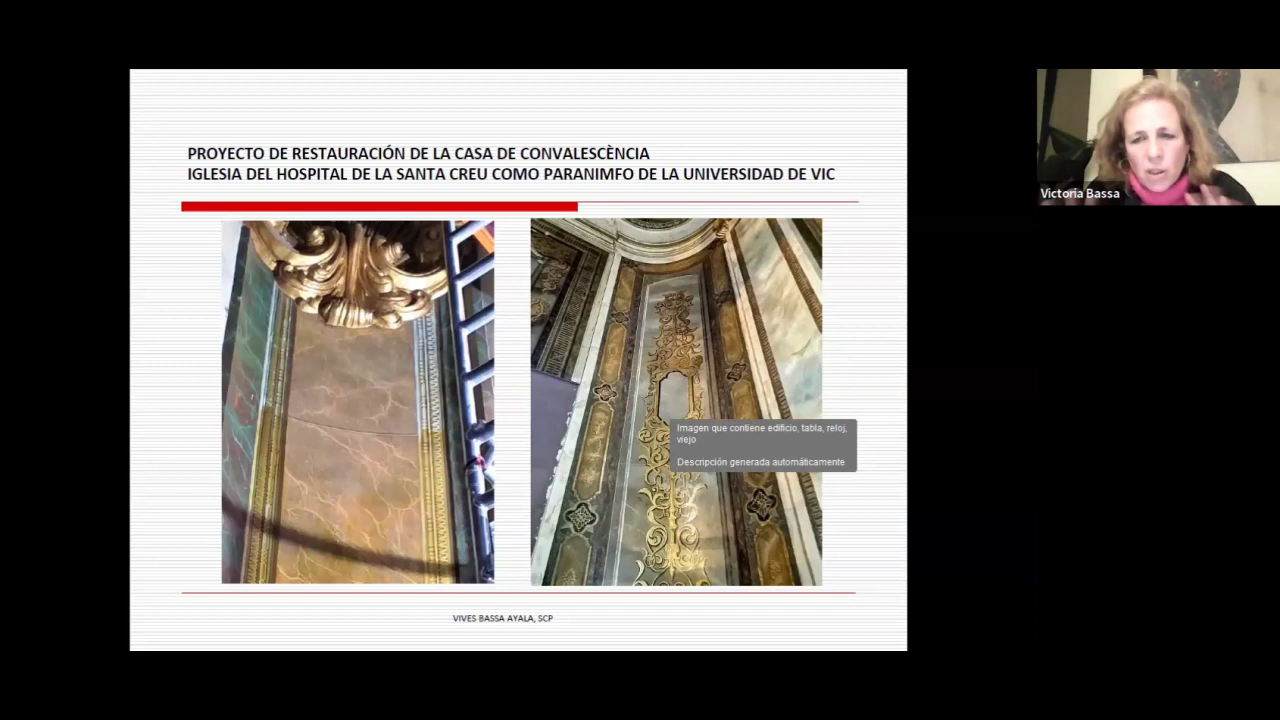 PROYECTO DE RESTAURACIÓN DE LA CASA DE CONVALESCÈNCIA
IGLESIA DEL HOSPITAL DE LA SANTA CREU COMO PARANIMFO DE LA UNIVERSIDAD DE VIC
Victoria Bassa
Imagen que contiene edificio, tabla, reloj,
viejo
Descripción generada automáticamente
VIVES BASSA AYALA, SCP